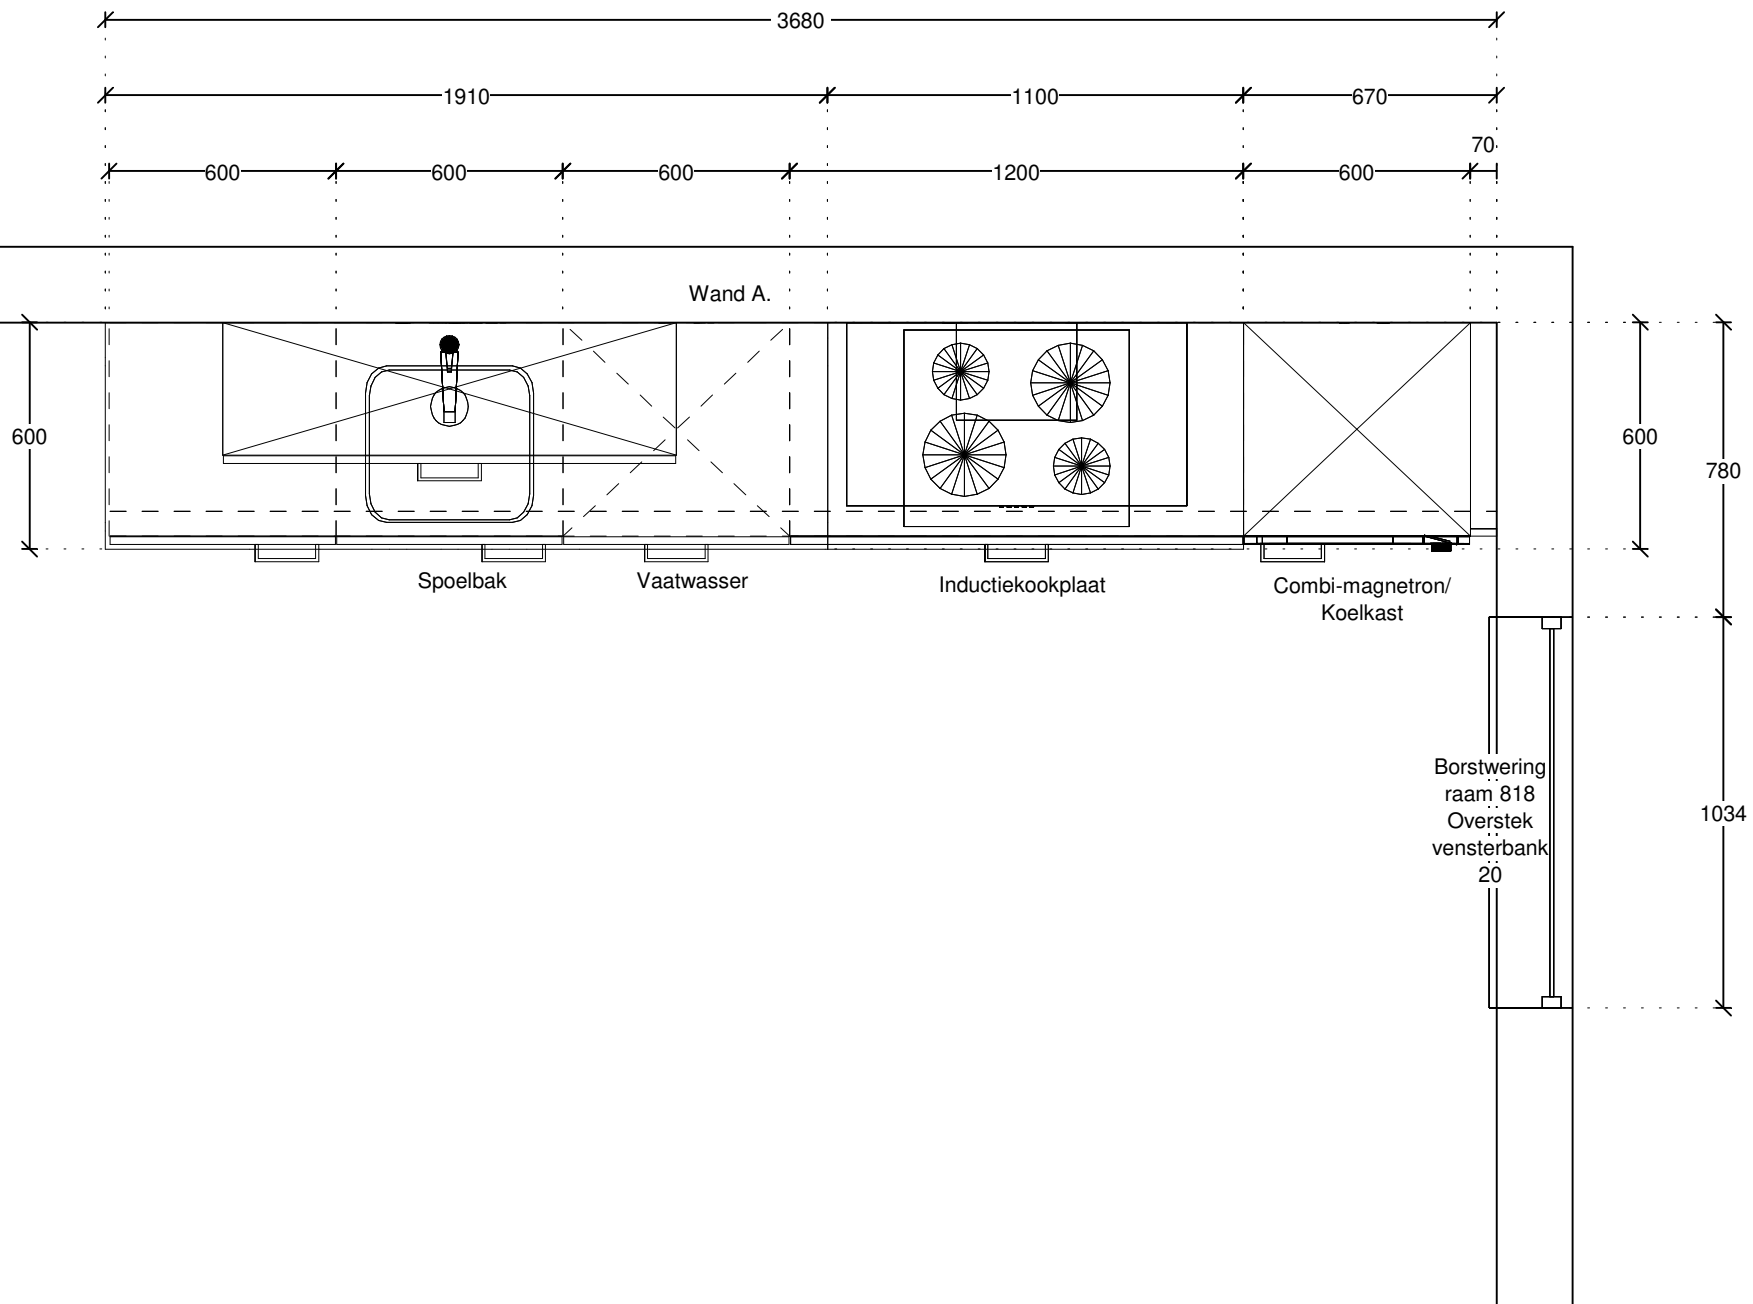 3680
1910 1100 670
70
600 600 600 1200 600
Wand A.
600 600
780
Spoelbak Vaatwasser Inductiekookplaat Combi-magnetron/
Koelkast
Borstwering
raam 818
Overstek
vensterbank
20
1034